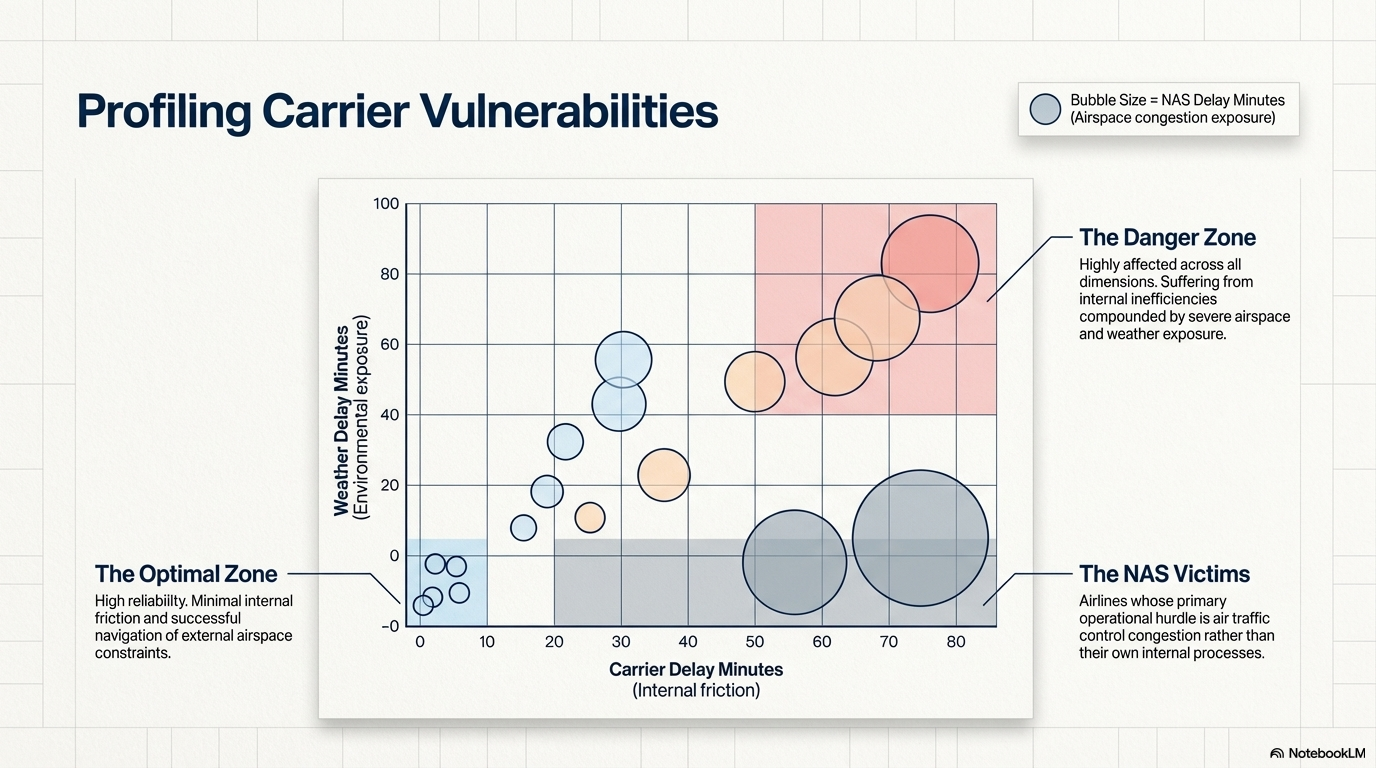 Profiling Carrier Vulnerabilities
Bubble Size = NAS Delay Minutes
(Airspace congestion exposure)
100
80
60
40
20
0
–0
Weather Delay Minutes
(Environmental exposure)
0
10
20
30
40
50
60
70
80
Carrier Delay Minutes
(Internal friction)
The Danger Zone
Highly affected across all
dimensions. Suffering from
internal inefficiencies
compounded by severe airspace
and weather exposure.
The Optimal Zone
High reliabiilty. Minimal internal
friction and successful
navigation of external airspace
constraints.
The NAS Victims
Airlines whose primary
operational hurdle is air traffic
control congestion rather than
their own internal processes.
NotebookLM